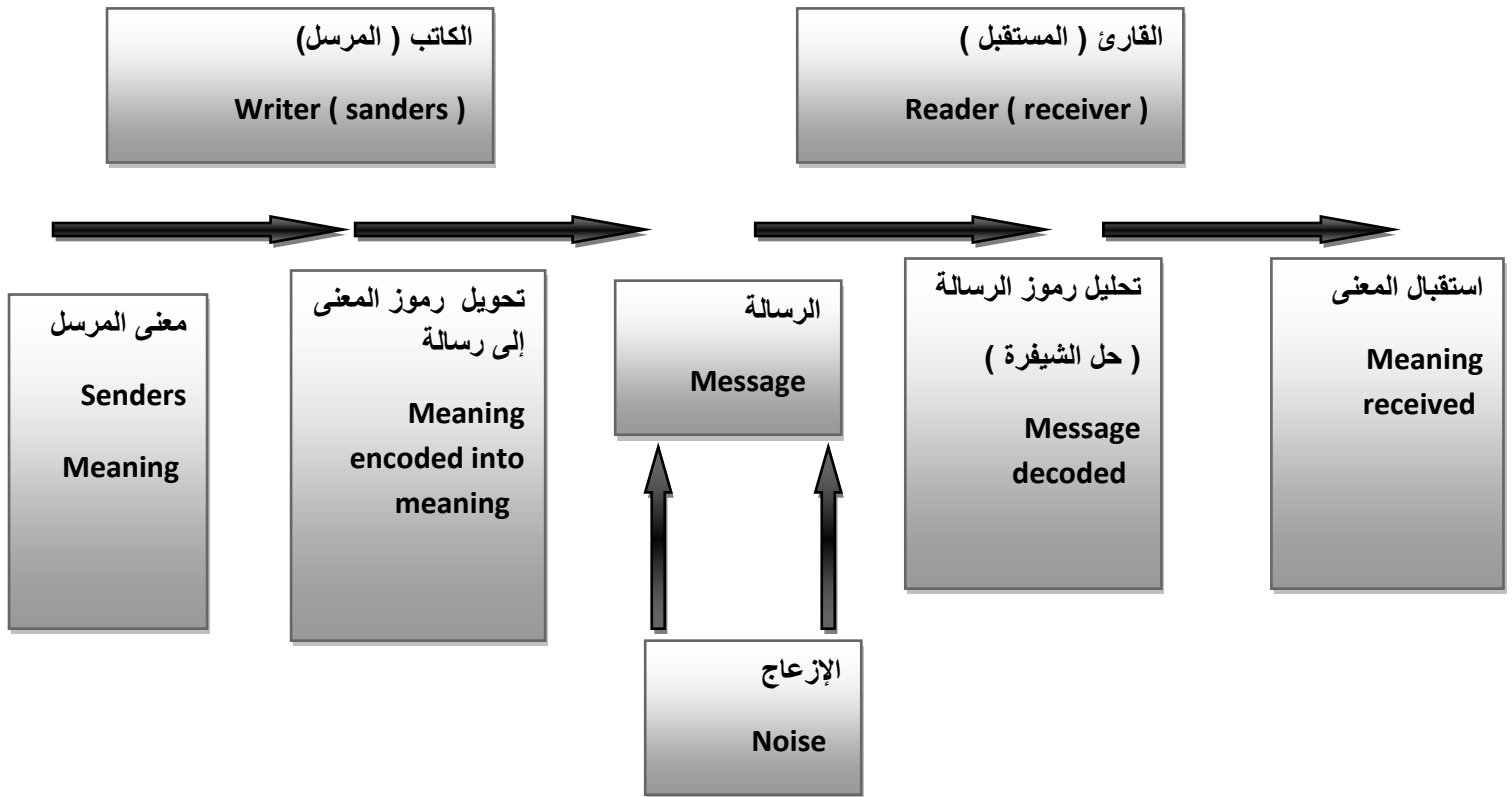 الكاتب ( المرسل)
Writer ( sanders )
القارئ ( المستقبل )
Reader ( receiver )
معنى المرسل
Senders
Meaning
تحويل رموز المعنى
إلى رسالة
Meaning
encoded into
meaning
الرسالة
Message
تحليل رموز الرسالة
( حل الشيفرة )
Message
decoded
استقبال المعنى
Meaning
received
الإزعاج
Noise